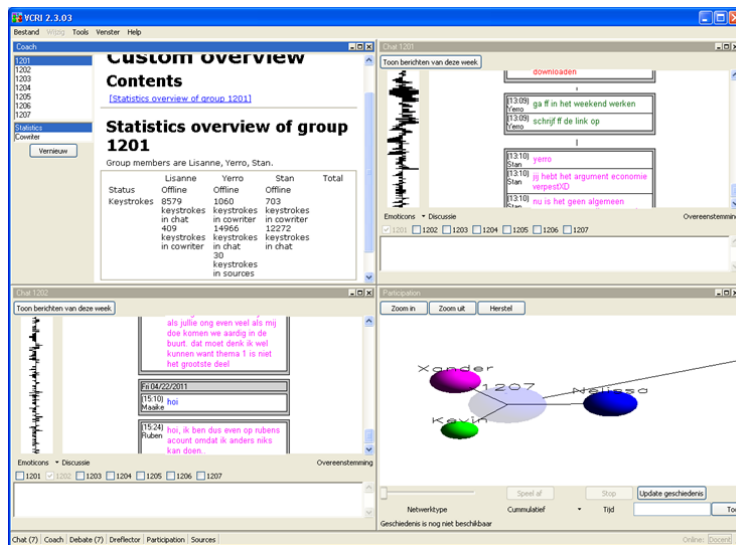 VCRI 2.3.03
Bestand Wizig Tools Venster Help
Coach
1201
1202
1203
1204
1205
1206
1207
Statistics
Cowriter
Vernieuw
Custom overview
Contents
[Statistics overview of group 1201]
Statistics overview of group
1201
Group members are Lisanne, Yerro, Stan.
Lisanne Yerro Stan Total
Status Offline Offline Offline
Keystrokes 8579 1060 703
keystrokes keystrokes keystrokes
in chat in cowriter in cowriter
409 14966 12272
keystrokes keystrokes keystrokes
in cowriter in chat in chat
30
keystrokes
in sources
Chat 1201
Toon berichten van deze week
downloaden
(13:09) ga ff in het weekend werken
Yerro
(13:09) schrijf ff de link op
Yerro
(13:10) yerro
Stan
(13:10) jij hebt het argument economie
Stan verpestXD
(13:10) nu is het geen algemeen
Stan
Emoticons Discussie Overeenstemming
1201 1202 1203 1204 1205 1206 1207
Chat 1202
Toon berichten van deze week
als jullie ong even veel als mij
doe komen we aardig in de
buurt. dat moet denk ik wel
kunnen want thema 1 is niet
het grootste deel
Fri 04/22/2011
(15:10) hoi
Maaike
(15:24) hoi, ik ben dus even op rubens
Ruben acount omdat ik anders niks
kan doen..
Emoticons Discussie Overeenstemming
1201 1202 1203 1204 1205 1206 1207
Participation
Zoom in Zoom uit Herstel
Xander
1207
Nelissa
Kevin
Speel af Stop Update geschiedenis
Netwerktype Cummulatief Tijd Too
Geschiedenis is nog niet beschikbaar
Chat (7) Coach Debate (7) Dreflector Participation Sources
Online: Docent